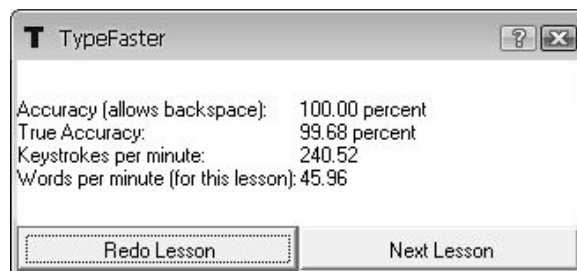 T TypeFaster
Accuracy (allows backspace): 100.00 percent
True Accuracy: 99.68 percent
Keystrokes per minute: 240.52
Words per minute (for this lesson): 45.96
Redo Lesson Next Lesson